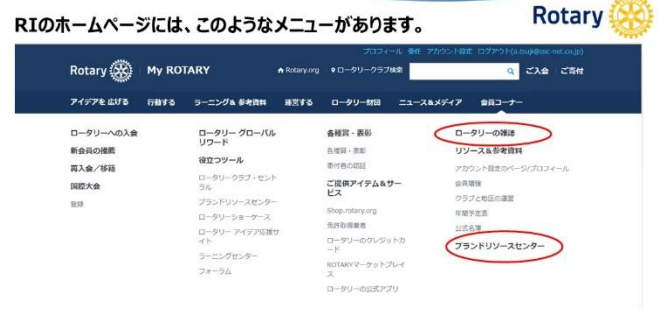 RIのホームページには、このようなメニューがあります。
Rotary
プロフィール 委任 アカウント設定 ログアウト(o.tsuji@ssc-net.co.jp)
Rotary My ROTARY Rotary.org ロータリークラブ検索 ご入会 ご寄付
アイデアを広げる 行動する ラーニング& 参考資料 運営する ロータリー財団 ニュース&メディア 会員コーナー
ロータリーへの入会
新会員の推薦
再入会/移籍
国際大会
登録
ロータリー グローバル
リワード
役立つツール
ロータリークラブ・セント
ラル
ブランドリソースセンター
ロータリーショーケース
ロータリー アイデア応援サ
イト
ラーニングセンター
フォーラム
各種賞・表彰
各種賞・表彰
寄付者の認証
ご提供アイテム&サー
ビス
Shop.rotary.org
免許取得業者
ロータリーのクレジットカ
ード
ROTARYマーケットプレイ
ス
ロータリーの公式アプリ
ロータリーの雑誌
リソース&参考資料
アカウント設定のページ/プロフィール
会員増強
クラブと地区の運営
年間予定表
公式名簿
ブランドリソースセンター